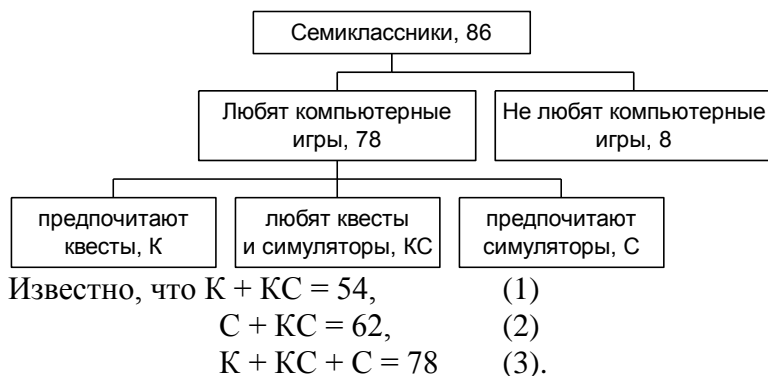 Семиклассники, 86
Любят компьютерные
игры, 78
Не любят компьютерные
игры, 8
предпочитают
квесты, К
любят квесты
и симуляторы, КС
предпочитают
симуляторы, С
Известно, что К + КС = 54, (1)
С + КС = 62, (2)
К + КС + С = 78 (3).